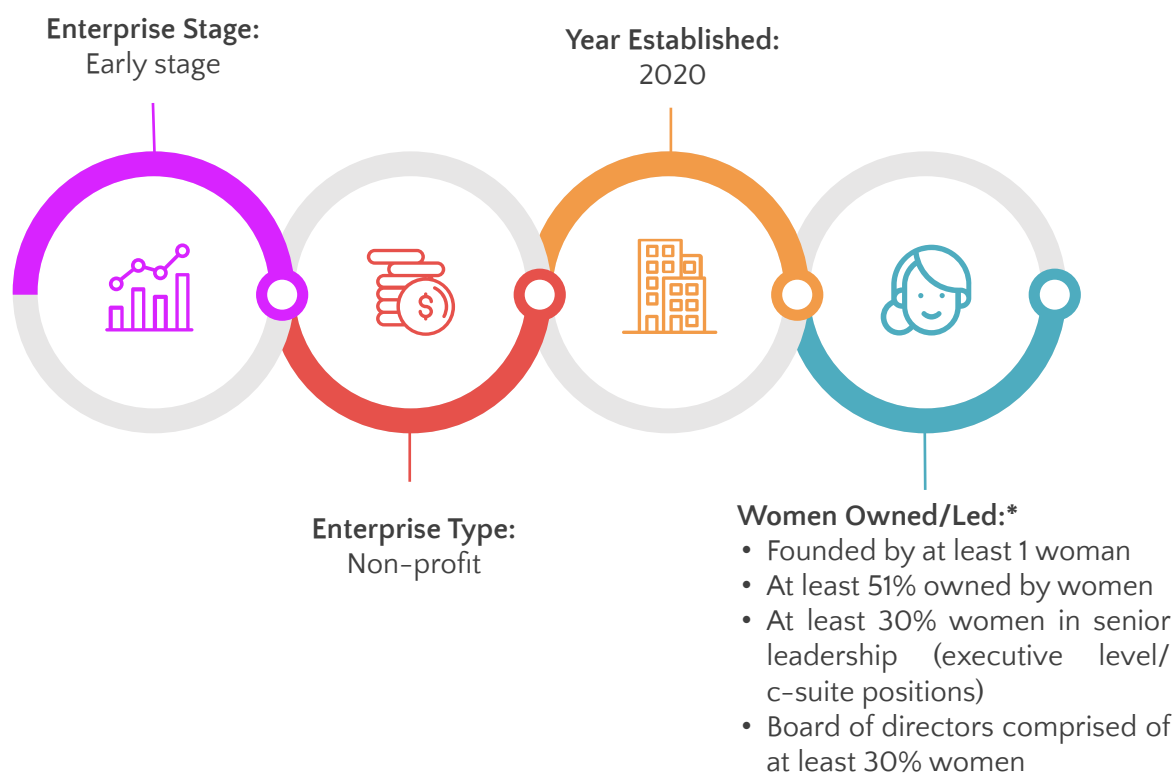 Enterprise Stage:
Early stage
Year Established:
2020
$
Enterprise Type:
Non-profit
Women Owned/Led:*
• Founded by at least 1 woman
• At least 51% owned by women
• At least 30% women in senior
leadership (executive level/
c-suite positions)
• Board of directors comprised of
at least 30% women